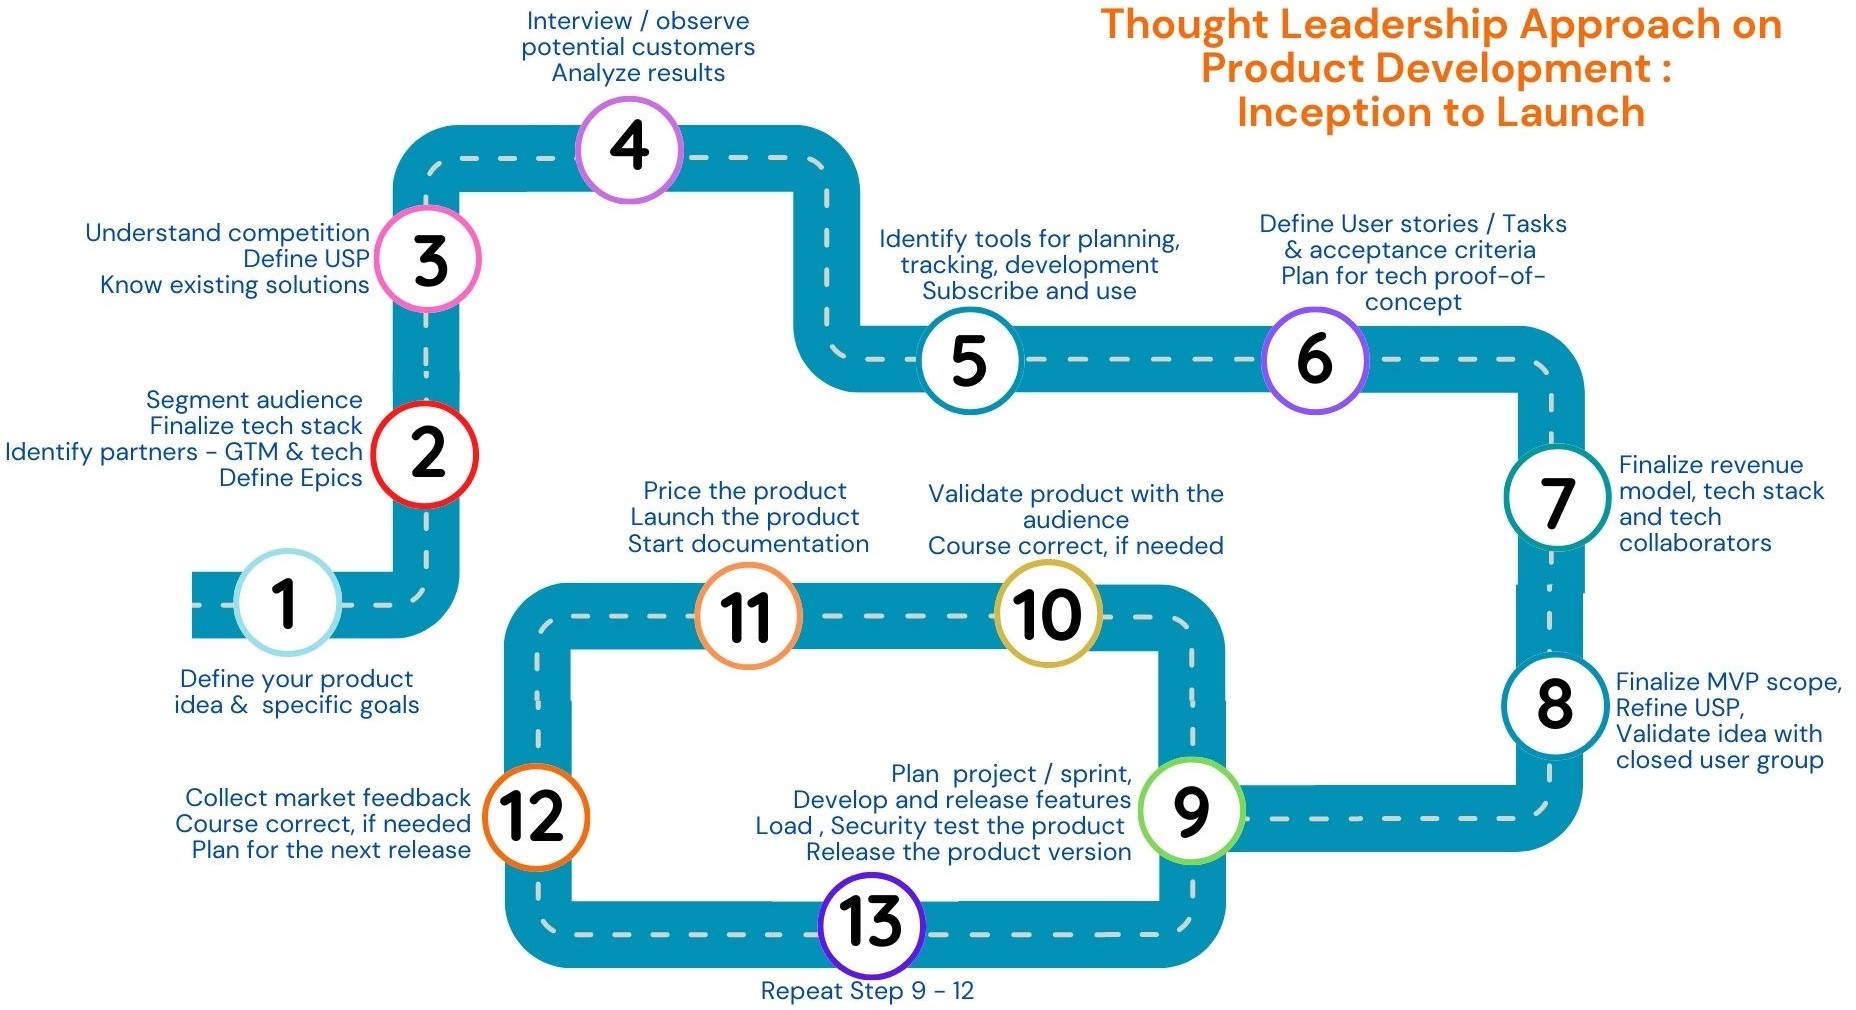 Thought Leadership Approach on
Product Development :
Inception to Launch
1
Define your product
idea & specific goals
2
Segment audience
Finalize tech stack
Identify partners - GTM & tech
Define Epics
3
Understand competition
Define USP
Know existing solutions
4
Interview / observe
potential customers
Analyze results
5
Identify tools for planning,
tracking, development
Subscribe and use
6
Define User stories / Tasks
& acceptance criteria
Plan for tech proof-of-
concept
7
Finalize revenue
model, tech stack
and tech
collaborators
8
Finalize MVP scope,
Refine USP,
Validate idea with
closed user group
9
Plan project / sprint,
Develop and release features
Load , Security test the product
Release the product version
10
Validate product with the
audience
Course correct, if needed
11
Price the product
Launch the product
Start documentation
12
Collect market feedback
Course correct, if needed
Plan for the next release
13
Repeat Step 9 - 12